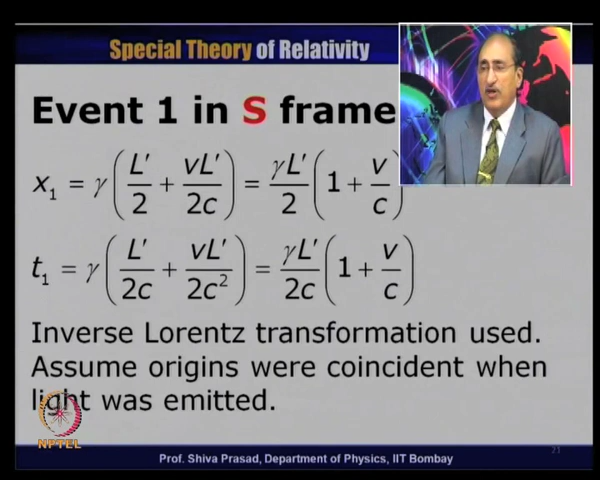 Special Theory of Relativity
Event 1 in S frame
x₁ = γ(L′/2 + vL′/2c) = γL′/2 (1 + v/c)
t₁ = γ(L′/2c + vL′/2c²) = γL′/2c (1 + v/c)
Inverse Lorentz transformation used.
Assume origins were coincident when
light was emitted.
NPTEL
Prof. Shiva Prasad, Department of Physics, IIT Bombay
21